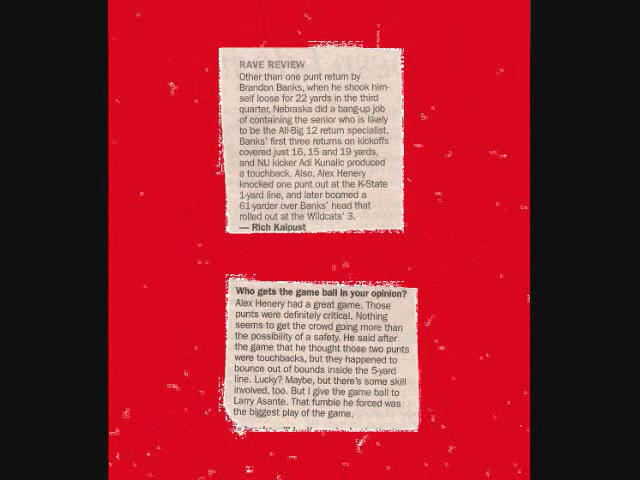 RAVE REVIEW
Other than one punt return by
Brandon Banks, when he shook him-
self loose for 22 yards in the third
quarter, Nebraska did a bang-up job
of containing the senior who is likely
to be the All-Big 12 return specialist.
Banks' first three returns on kickoffs
covered just 16, 15 and 19 yards,
and NU kicker Adi Kunalic produced
a touchback. Also, Alex Henery
knocked one punt out at the K-State
1-yard line, and later boomed a
61-yarder over Banks' head that
rolled out at the Wildcats' 3.
— Rich Kaipust
Who gets the game ball in your opinion?
Alex Henery had a great game. Those
punts were definitely critical. Nothing
seems to get the crowd going more than
the possibility of a safety. He said after
the game that he thought those two punts
were touchbacks, but they happened to
bounce out of bounds inside the 5-yard
line. Lucky? Maybe, but there's some skill
involved, too. But I give the game ball to
Larry Asante. That fumble he forced was
the biggest play of the game.